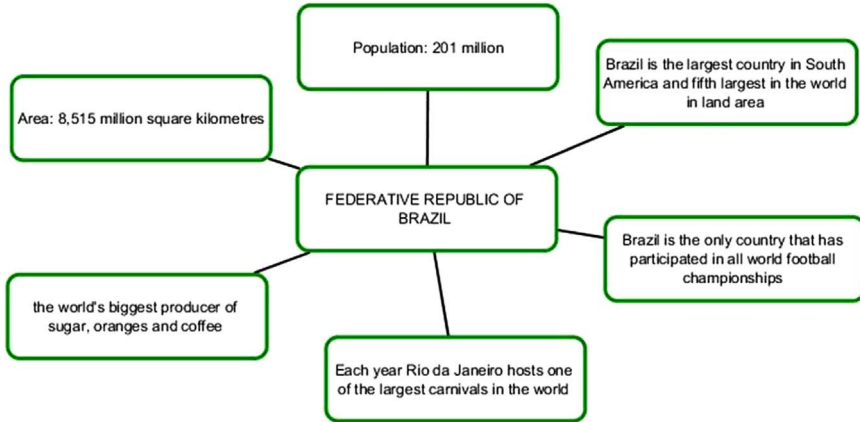 Population: 201 million
Brazil is the largest country in South
America and fifth largest in the world
in land area
Area: 8,515 million square kilometres
FEDERATIVE REPUBLIC OF
BRAZIL
Brazil is the only country that has
participated in all world football
championships
the world's biggest producer of
sugar, oranges and coffee
Each year Rio da Janeiro hosts one
of the largest carnivals in the world